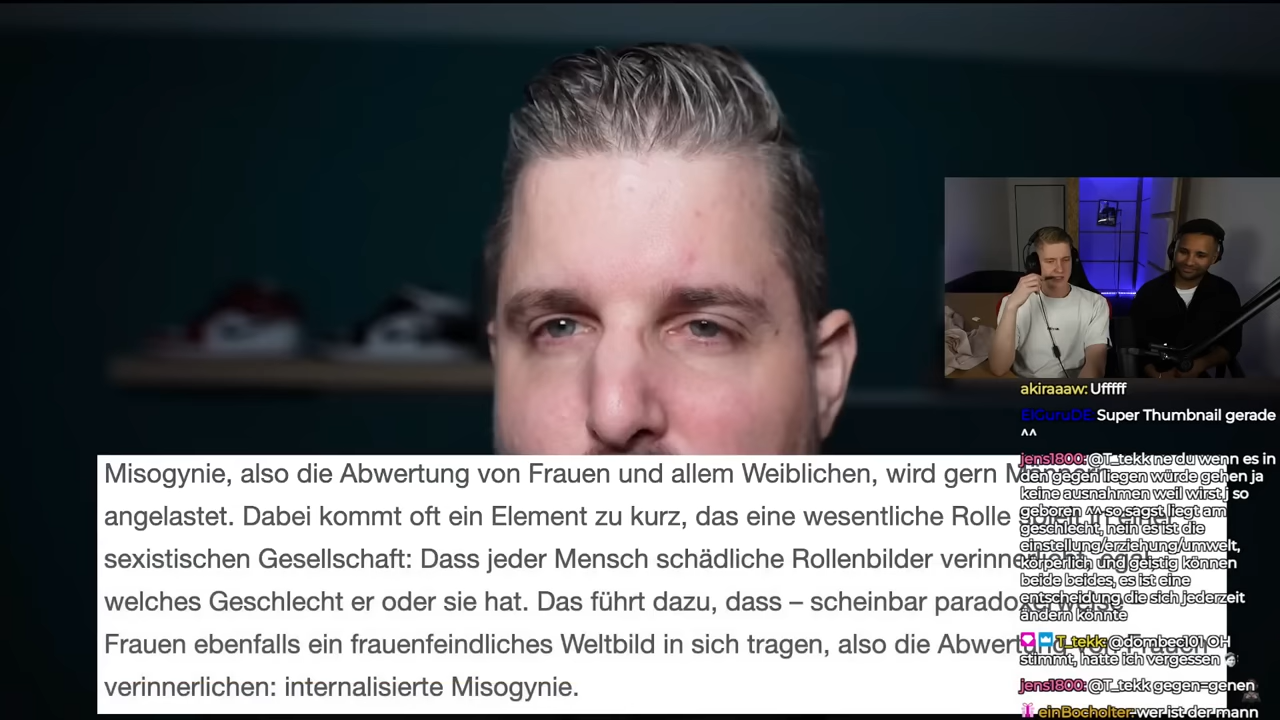 Misogynie, also die Abwertung von Frauen und allem Weiblichen, wird gern
angelastet. Dabei kommt oft ein Element zu kurz, das eine wesentliche Rolle
sexistischen Gesellschaft: Dass jeder Mensch schädliche Rollenbilder
welches Geschlecht er oder sie hat. Das führt dazu, dass – scheinbar paradoxerweise –
Frauen ebenfalls ein frauenfeindliches Weltbild in sich tragen, also die Abwertung von Frauen
verinnerlichen: internalisierte Misogynie.
akiraaaw: Ufffff
ElGuruDE: Super Thumbnail gerade
^^
jens1800: @T_tekk ne du wenn es in
den gegen liegen würde gehen ja
keine ausnahmen weil wirst j so
geboren ^^ so sagst liegt am
geschlecht, nein es ist die
einstellung/erziehung/umwelt,
körperlich und geistig können
beide beides, es ist eine
entscheidung die sich jederzeit
ändern könnte
T_tekk: @dombec101 OH
stimmt, hatte ich vergessen
jens1800: @T_tekk gegen=genen
einBocholter: wer ist der mann